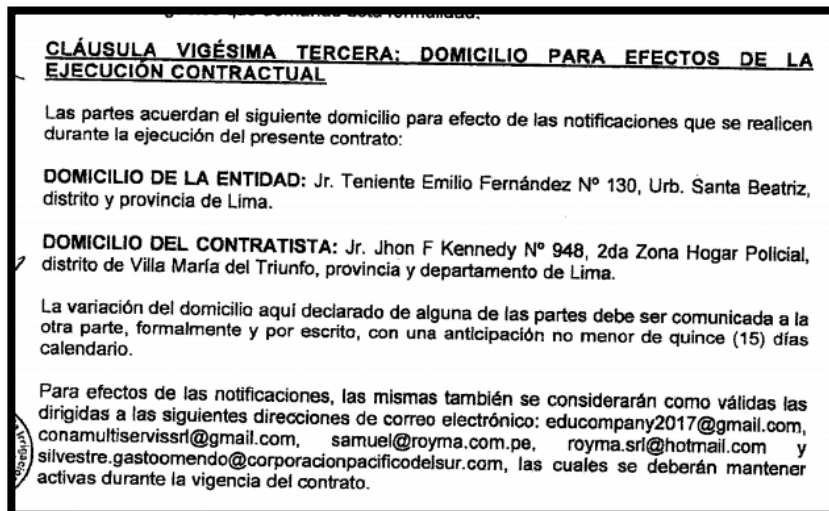 CLÁUSULA VIGÉSIMA TERCERA: DOMICILIO PARA EFECTOS DE LA
EJECUCIÓN CONTRACTUAL
Las partes acuerdan el siguiente domicilio para efecto de las notificaciones que se realicen
durante la ejecución del presente contrato:
DOMICILIO DE LA ENTIDAD: Jr. Teniente Emilio Fernández Nº 130, Urb. Santa Beatriz,
distrito y provincia de Lima.
DOMICILIO DEL CONTRATISTA: Jr. Jhon F Kennedy Nº 948, 2da Zona Hogar Policial,
distrito de Villa María del Triunfo, provincia y departamento de Lima.
La variación del domicilio aquí declarado de alguna de las partes debe ser comunicada a la
otra parte, formalmente y por escrito, con una anticipación no menor de quince (15) días
calendario.
Para efectos de las notificaciones, las mismas también se considerarán como válidas las
dirigidas a las siguientes direcciones de correo electrónico: educompany2017@gmail.com,
conamultiservissrl@gmail.com, samuel@royma.com.pe, royma.srl@hotmail.com y
silvestre.gastoomendo@corporacionpacificodelsur.com, las cuales se deberán mantener
activas durante la vigencia del contrato.